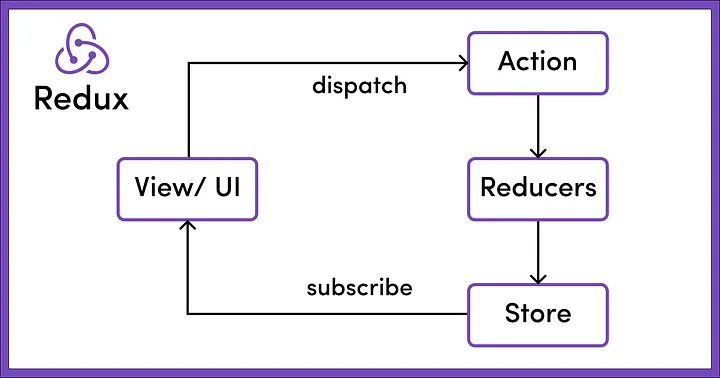 Redux
dispatch
Action
View/ UI
Reducers
subscribe
Store